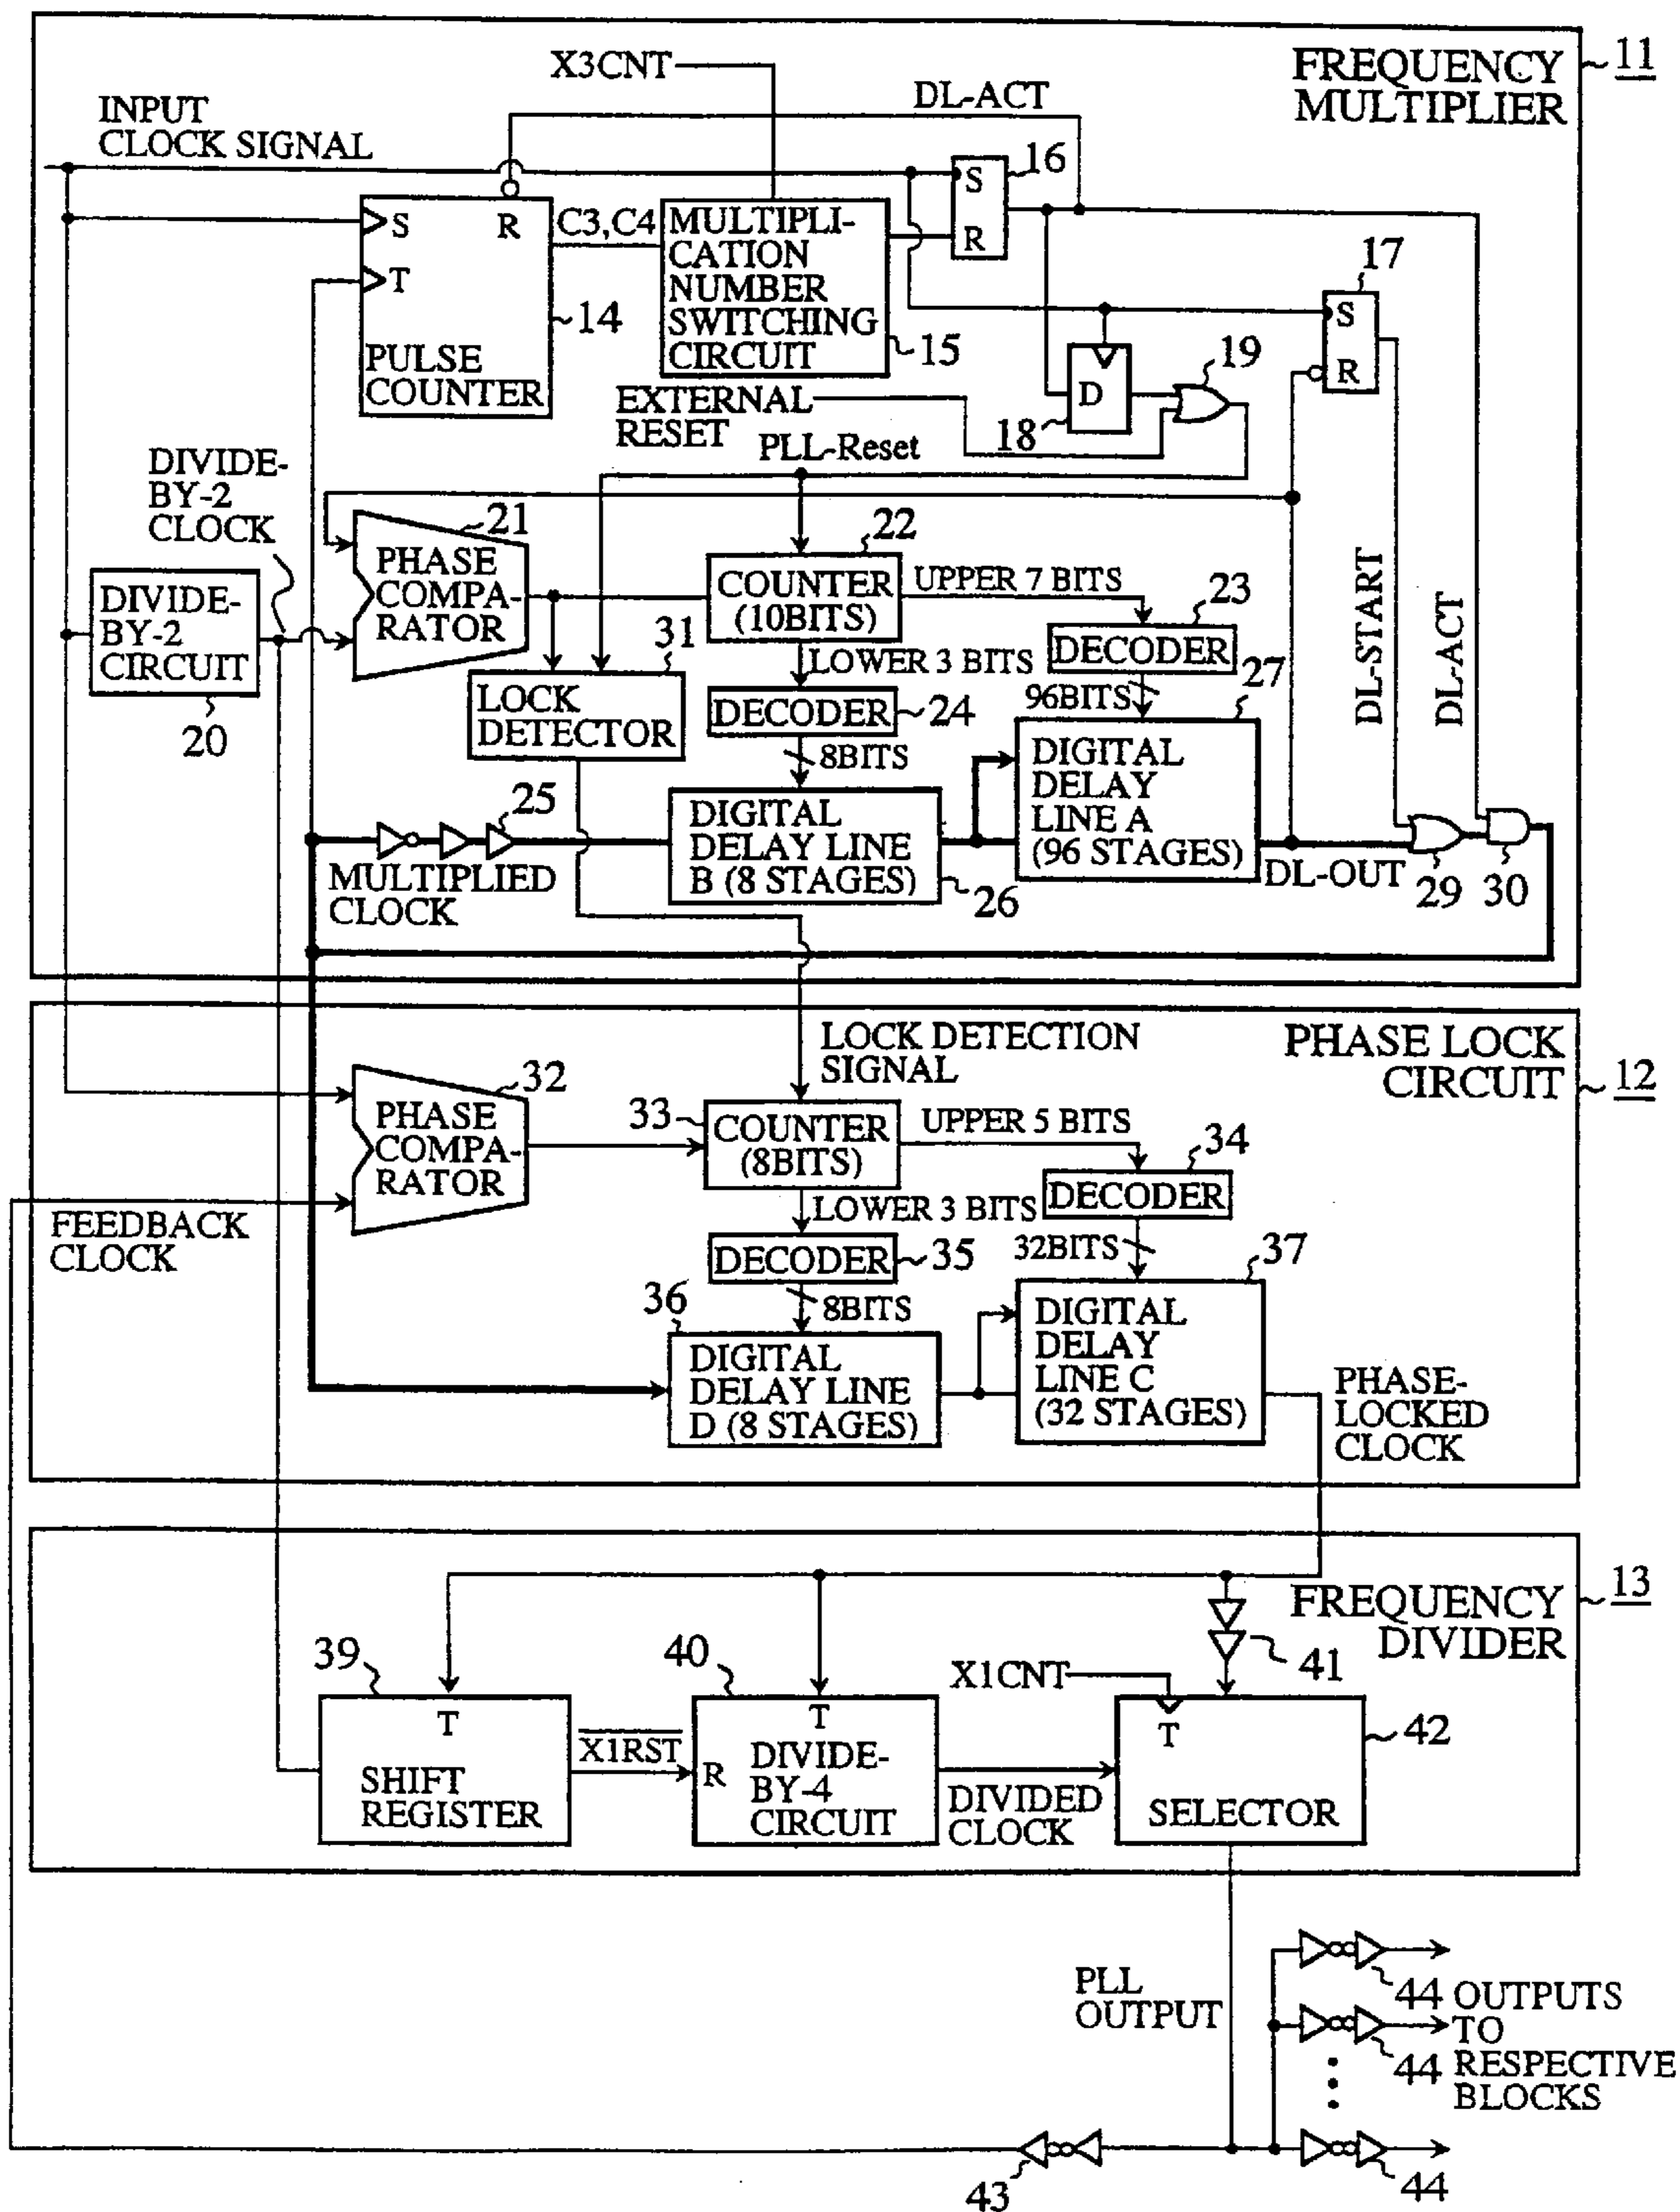 FREQUENCY
MULTIPLIER
11
X3CNT
DL-ACT
INPUT
CLOCK SIGNAL
16
S
R
S
R
T
14
PULSE
COUNTER
C3,C4
MULTIPLI-
CATION
NUMBER
SWITCHING
CIRCUIT
15
17
S
R
D
18
19
EXTERNAL
RESET
PLL-Reset
DIVIDE-
BY-2
CLOCK
21
PHASE
COMPA-
RATOR
22
COUNTER
(10BITS)
UPPER 7 BITS
23
DECODER
DL-START
DL-ACT
DIVIDE-
BY-2
CIRCUIT
20
31
LOCK
DETECTOR
LOWER 3 BITS
DECODER
24
8BITS
96BITS
27
DIGITAL
DELAY
LINE A
(96 STAGES)
25
MULTIPLIED
CLOCK
DIGITAL
DELAY LINE
B (8 STAGES)
26
DL-OUT
29
30
PHASE LOCK
CIRCUIT
12
LOCK DETECTION
SIGNAL
32
PHASE
COMPA-
RATOR
33
COUNTER
(8BITS)
UPPER 5 BITS
34
DECODER
FEEDBACK
CLOCK
LOWER 3 BITS
DECODER
35
8BITS
32BITS
37
36
DIGITAL
DELAY LINE
D (8 STAGES)
DIGITAL
DELAY
LINE C
(32 STAGES)
PHASE-
LOCKED
CLOCK
FREQUENCY
DIVIDER
13
39
T
SHIFT
REGISTER
X1RST
40
T
R
DIVIDE-
BY-4
CIRCUIT
DIVIDED
CLOCK
X1CNT
41
T
SELECTOR
42
PLL
OUTPUT
44
44
OUTPUTS
TO
RESPECTIVE
BLOCKS
43
44